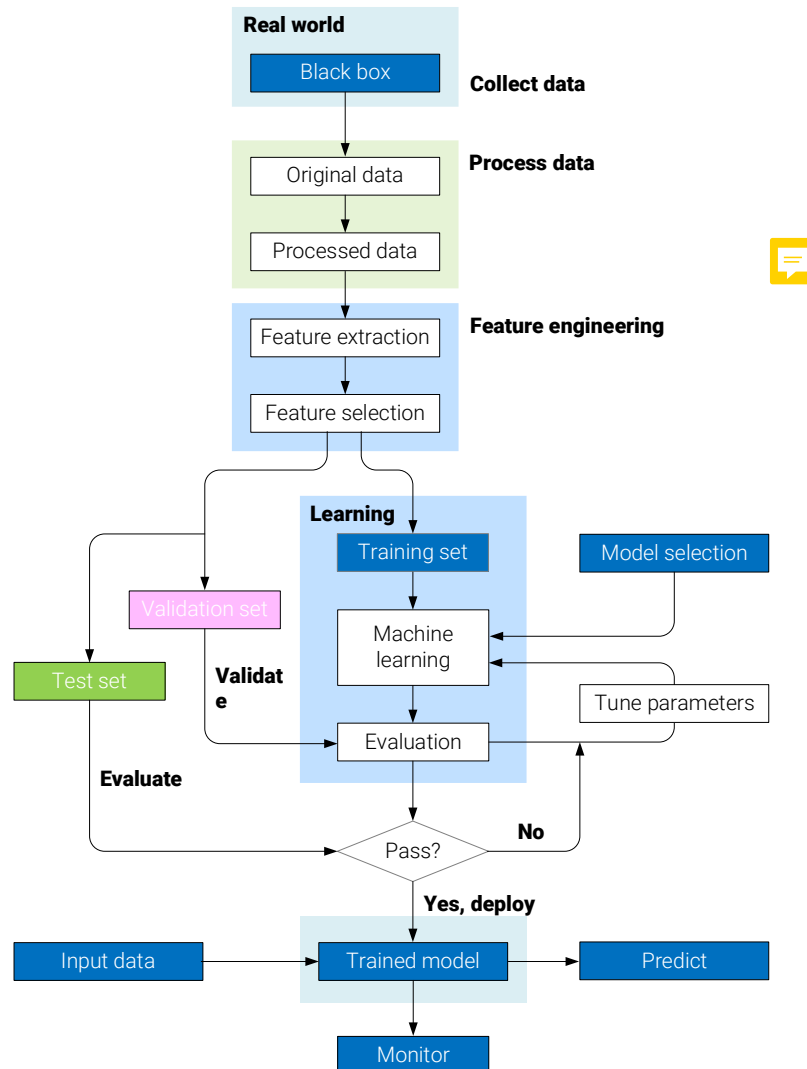 Real world
Black box
Collect data
Original data
Process data
Processed data
Feature extraction
Feature engineering
Feature selection
Learning
Training set
Model selection
Validation set
Machine
learning
Test set
Validat
e
Tune parameters
Evaluation
Evaluate
No
Pass?
Yes, deploy
Input data
Trained model
Predict
Monitor